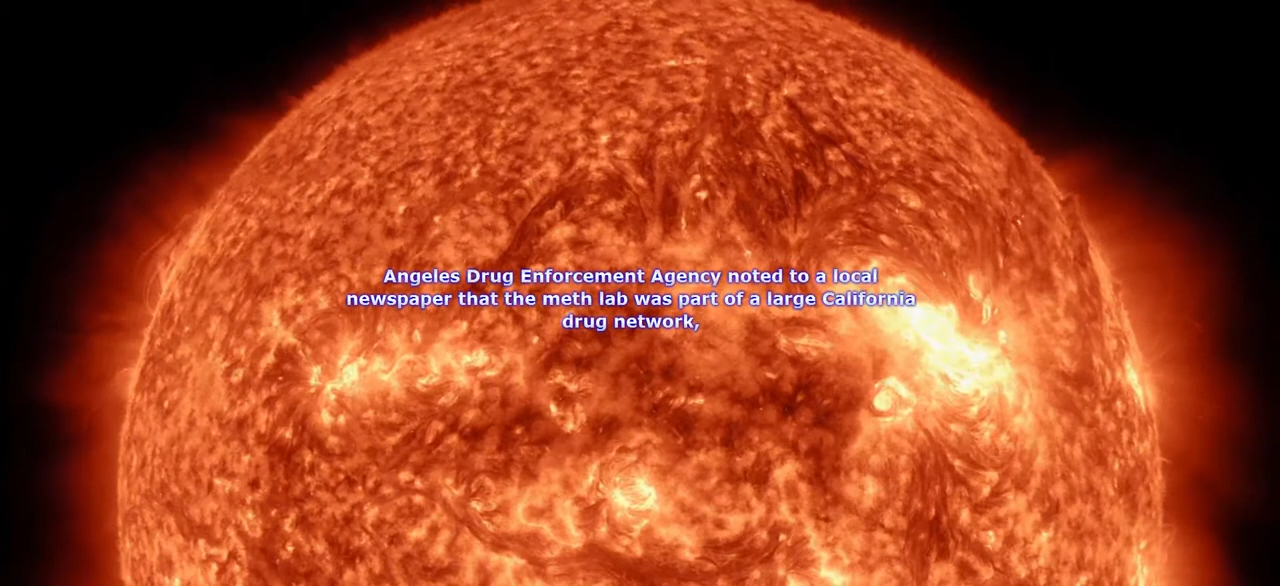 Angeles Drug Enforcement Agency noted to a local
newspaper that the meth lab was part of a large California
drug network,